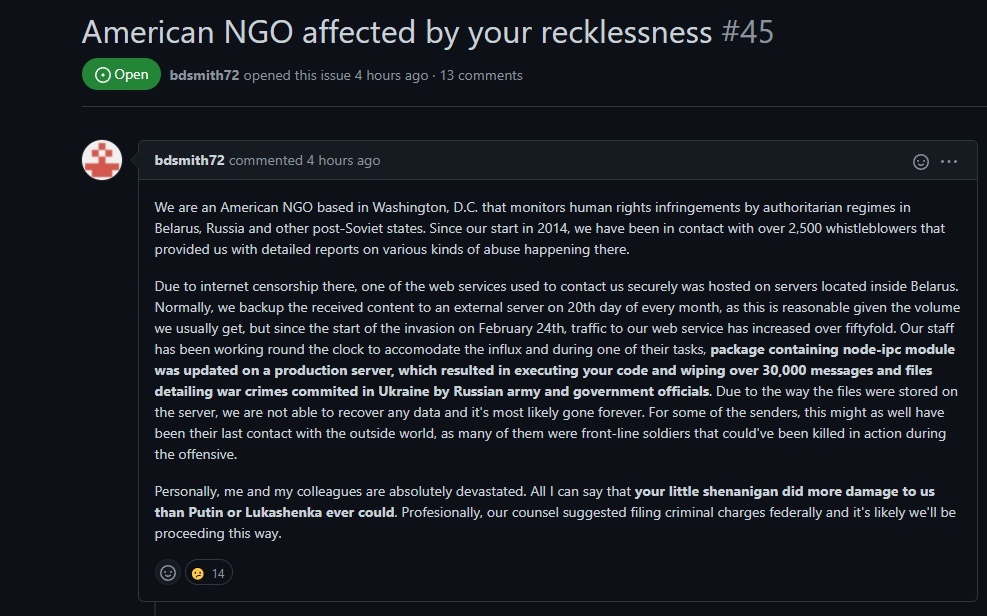 American NGO affected by your recklessness #45
Open bdsmith72 opened this issue 4 hours ago · 13 comments
bdsmith72 commented 4 hours ago
We are an American NGO based in Washington, D.C. that monitors human rights infringements by authoritarian regimes in
Belarus, Russia and other post-Soviet states. Since our start in 2014, we have been in contact with over 2,500 whistleblowers that
provided us with detailed reports on various kinds of abuse happening there.
Due to internet censorship there, one of the web services used to contact us securely was hosted on servers located inside Belarus.
Normally, we backup the received content to an external server on 20th day of every month, as this is reasonable given the volume
we usually get, but since the start of the invasion on February 24th, traffic to our web service has increased over fiftyfold. Our staff
has been working round the clock to accomodate the influx and during one of their tasks, package containing node-ipc module
was updated on a production server, which resulted in executing your code and wiping over 30,000 messages and files
detailing war crimes commited in Ukraine by Russian army and government officials. Due to the way the files were stored on
the server, we are not able to recover any data and it's most likely gone forever. For some of the senders, this might as well have
been their last contact with the outside world, as many of them were front-line soldiers that could've been killed in action during
the offensive.
Personally, me and my colleagues are absolutely devastated. All I can say that your little shenanigan did more damage to us
than Putin or Lukashenka ever could. Profesionally, our counsel suggested filing criminal charges federally and it's likely we'll be
proceeding this way.
14